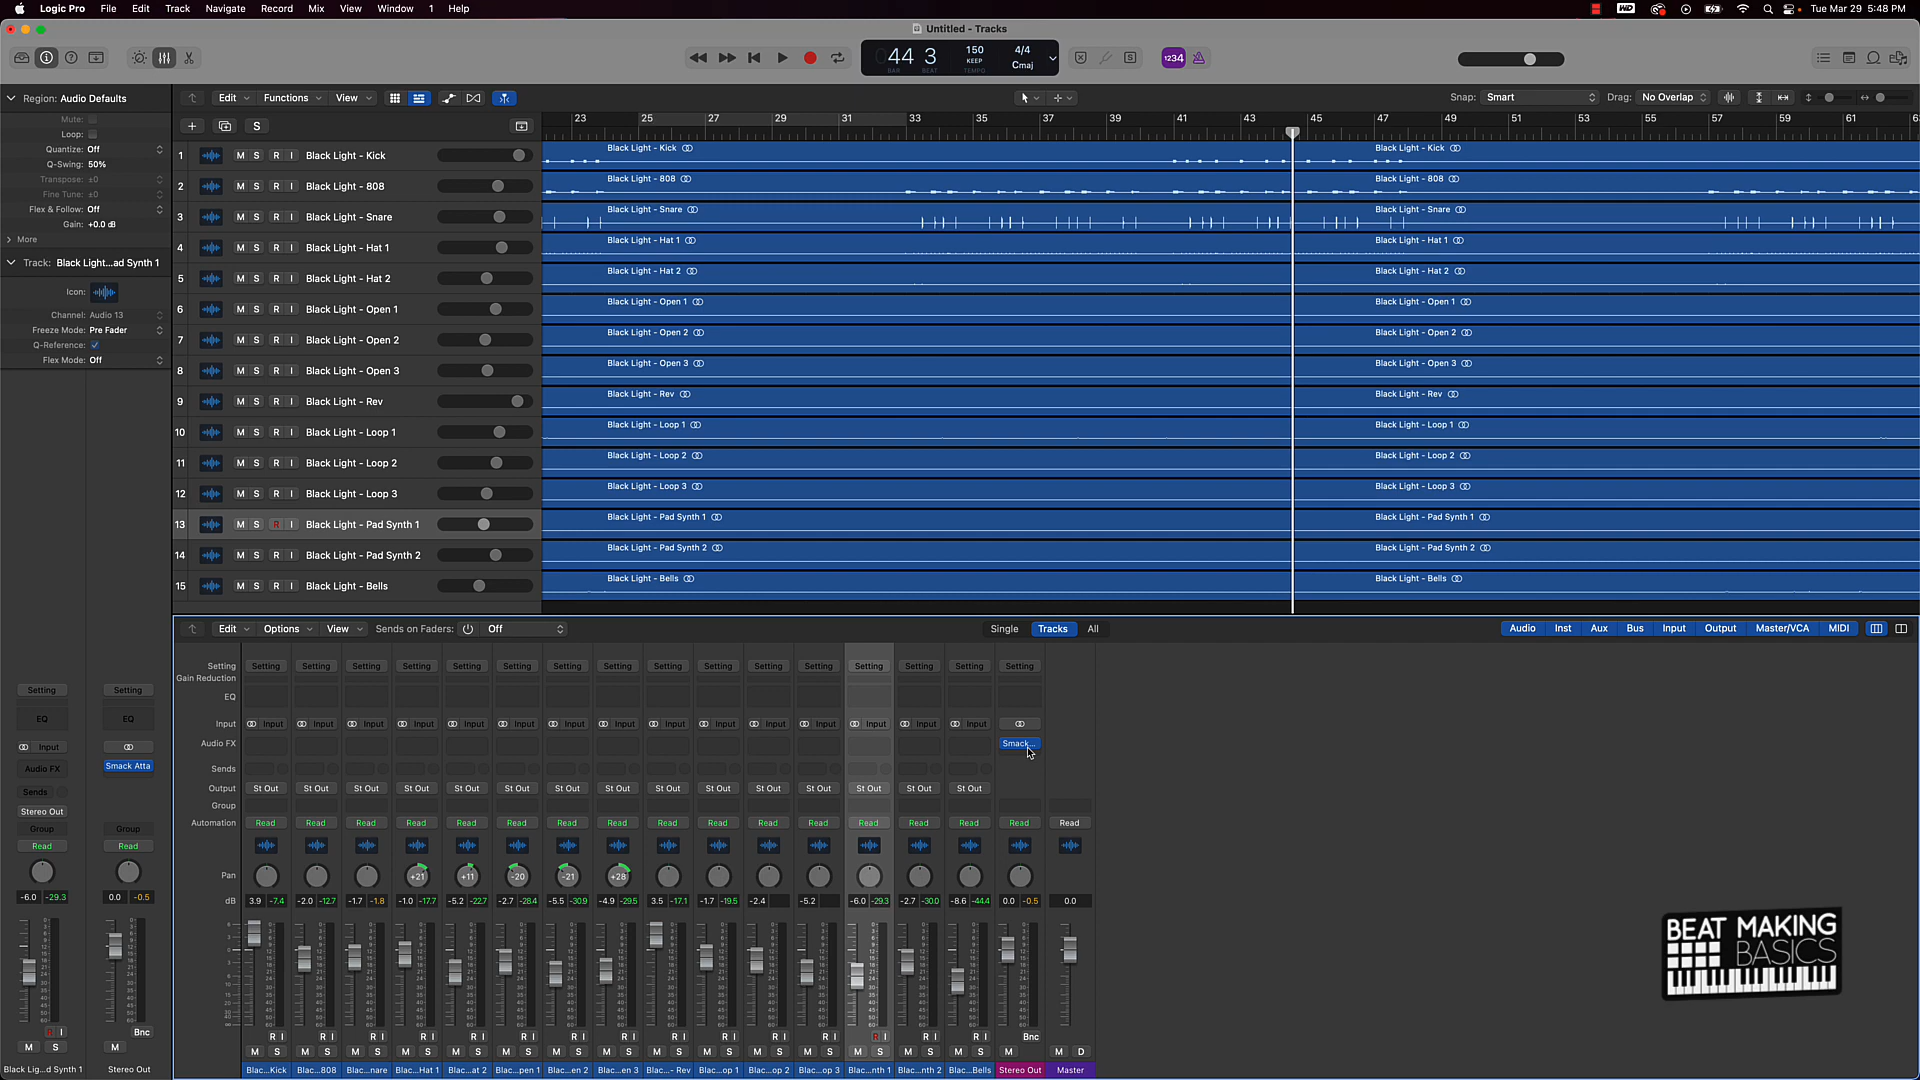 Logic Pro File Edit Track Navigate Record Mix View Window 1 Help
Tue Mar 29 5:48 PM
Untitled - Tracks
44 3 150 4/4
BAR BEAT KEEP TEMPO Cmaj
1234
Region: Audio Defaults
Mute:
Loop:
Quantize: Off
Q-Swing: 50%
Transpose: ±0
Fine Tune: ±0
Flex & Follow: Off
Gain: +0.0 dB
More
Track: Black Light...ad Synth 1
Icon:
Channel: Audio 13
Freeze Mode: Pre Fader
Q-Reference:
Flex Mode: Off
Edit Functions View
Snap: Smart Drag: No Overlap
S
23 25 27 29 31 33 35 37 39 41 43 45 47 49 51 53 55 57 59 61 63
1 M S R I Black Light - Kick
Black Light - Kick Black Light - Kick
2 M S R I Black Light - 808
Black Light - 808 Black Light - 808
3 M S R I Black Light - Snare
Black Light - Snare Black Light - Snare
4 M S R I Black Light - Hat 1
Black Light - Hat 1 Black Light - Hat 1
5 M S R I Black Light - Hat 2
Black Light - Hat 2 Black Light - Hat 2
6 M S R I Black Light - Open 1
Black Light - Open 1 Black Light - Open 1
7 M S R I Black Light - Open 2
Black Light - Open 2 Black Light - Open 2
8 M S R I Black Light - Open 3
Black Light - Open 3 Black Light - Open 3
9 M S R I Black Light - Rev
Black Light - Rev Black Light - Rev
10 M S R I Black Light - Loop 1
Black Light - Loop 1 Black Light - Loop 1
11 M S R I Black Light - Loop 2
Black Light - Loop 2 Black Light - Loop 2
12 M S R I Black Light - Loop 3
Black Light - Loop 3 Black Light - Loop 3
13 M S R I Black Light - Pad Synth 1
Black Light - Pad Synth 1 Black Light - Pad Synth 1
14 M S R I Black Light - Pad Synth 2
Black Light - Pad Synth 2 Black Light - Pad Synth 2
15 M S R I Black Light - Bells
Black Light - Bells Black Light - Bells
Edit Options View Sends on Faders: Off
Single Tracks All
Audio Inst Aux Bus Input Output Master/VCA MIDI
Setting Setting Setting Setting Setting Setting Setting Setting Setting Setting Setting Setting Setting Setting Setting Setting Setting
Gain Reduction
EQ
Input Input Input Input Input Input Input Input Input Input Input Input Input Input Input Input
Audio FX Smack...
Sends
Output St Out St Out St Out St Out St Out St Out St Out St Out St Out St Out St Out St Out St Out St Out St Out
Group
Automation Read Read Read Read Read Read Read Read Read Read Read Read Read Read Read Read Read
Pan +21 +11 -20 -21 +28
dB 3.9 -7.4 -2.0 -12.7 -1.7 -1.8 -1.0 -17.7 -5.2 -22.7 -2.7 -28.4 -5.5 -30.9 -4.9 -29.5 3.5 -17.1 -1.7 -19.5 -2.4 -5.2 -6.0 -29.3 -2.7 -30.0 -8.6 -44.4 0.0 -0.5 0.0
R I R I R I R I R I R I R I R I R I R I R I R I R I R I R I Bnc
M S M S M S M S M S M S M S M S M S M S M S M S M S M S M S M M D
Blac...Kick Blac...808 Blac...nare Blac...Hat 1 Blac...at 2 Blac...pen 1 Blac...en 2 Blac...en 3 Blac...- Rev Blac...op 1 Blac...op 2 Blac...op 3 Blac...nth 1 Blac...nth 2 Blac...Bells Stereo Out Master
Setting Setting
EQ EQ
Input
Audio FX Smack Atta
Sends
Stereo Out
Group Group
Read Read
-6.0 -29.3 0.0 -0.5
R I Bnc
M S M
Black Lig...d Synth 1 Stereo Out
BEAT MAKING
BASICS